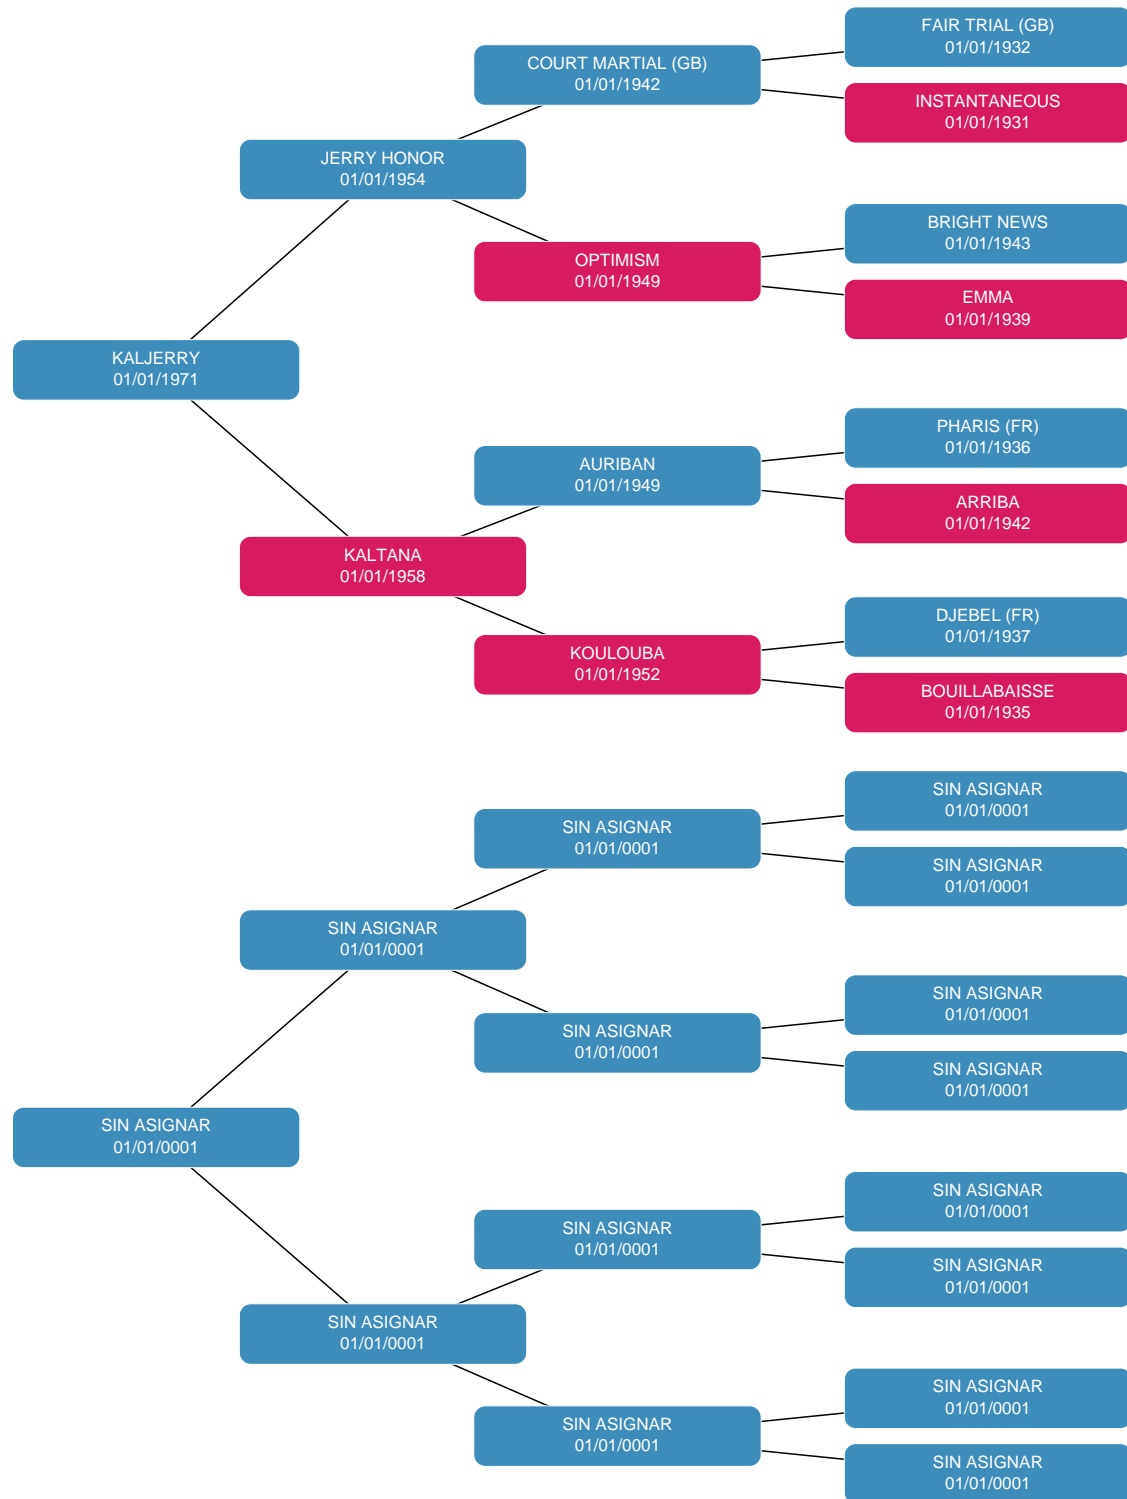 FAIR TRIAL (GB)
01/01/1932
COURT MARTIAL (GB)
01/01/1942
INSTANTANEOUS
01/01/1931
JERRY HONOR
01/01/1954
BRIGHT NEWS
01/01/1943
OPTIMISM
01/01/1949
EMMA
01/01/1939
KALJERRY
01/01/1971
PHARIS (FR)
01/01/1936
AURIBAN
01/01/1949
ARRIBA
01/01/1942
KALTANA
01/01/1958
DJEBEL (FR)
01/01/1937
KOULOUBA
01/01/1952
BOUILLABAISSE
01/01/1935
SIN ASIGNAR
01/01/0001
SIN ASIGNAR
01/01/0001
SIN ASIGNAR
01/01/0001
SIN ASIGNAR
01/01/0001
SIN ASIGNAR
01/01/0001
SIN ASIGNAR
01/01/0001
SIN ASIGNAR
01/01/0001
SIN ASIGNAR
01/01/0001
SIN ASIGNAR
01/01/0001
SIN ASIGNAR
01/01/0001
SIN ASIGNAR
01/01/0001
SIN ASIGNAR
01/01/0001
SIN ASIGNAR
01/01/0001
SIN ASIGNAR
01/01/0001
SIN ASIGNAR
01/01/0001